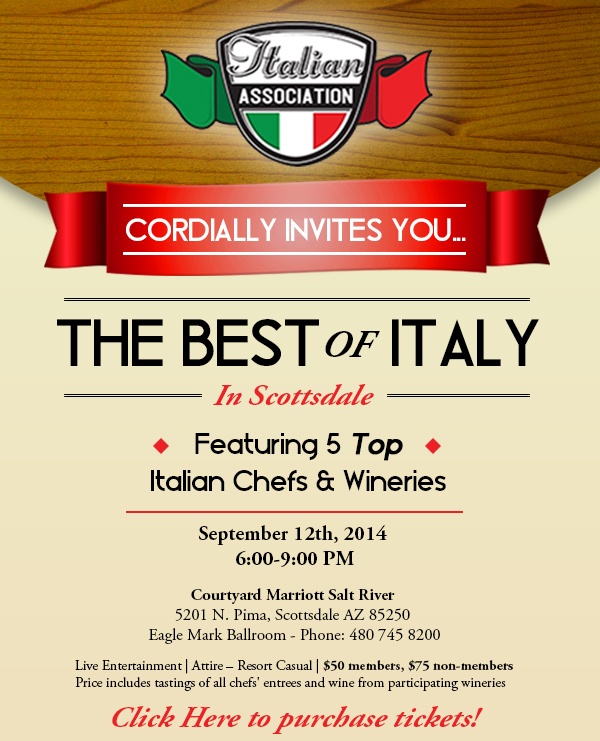 Italian
ASSOCIATION
CORDIALLY INVITES YOU...
THE BEST OF ITALY
In Scottsdale
Featuring 5 Top
Italian Chefs & Wineries
September 12th, 2014
6:00-9:00 PM
Courtyard Marriott Salt River
5201 N. Pima, Scottsdale AZ 85250
Eagle Mark Ballroom - Phone: 480 745 8200
Live Entertainment | Attire – Resort Casual | $50 members, $75 non-members
Price includes tastings of all chefs' entrees and wine from participating wineries
Click Here to purchase tickets!